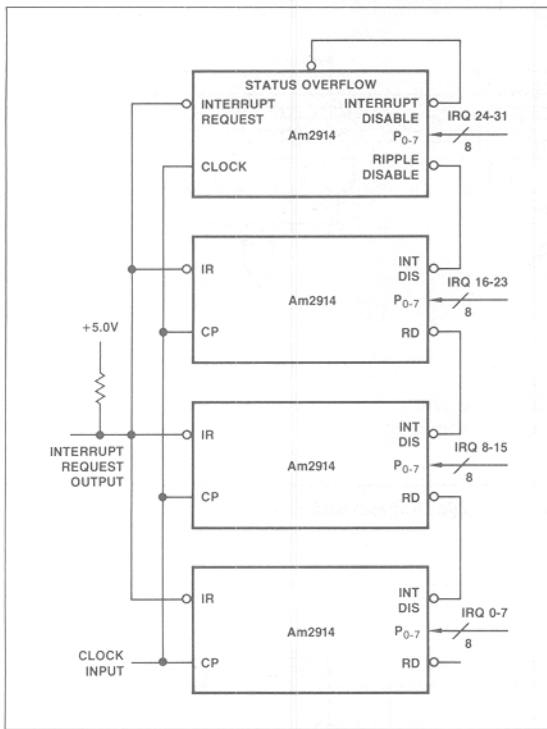 STATUS OVERFLOW
INTERRUPT REQUEST
INTERRUPT DISABLE
Am2914
P0-7
IRQ 24-31
8
CLOCK
RIPPLE DISABLE
IR
INT DIS
IRQ 16-23
Am2914
P0-7
8
+5.0V
CP
RD
INTERRUPT REQUEST OUTPUT
IR
INT DIS
IRQ 8-15
Am2914
P0-7
8
CP
RD
IR
INT DIS
IRQ 0-7
Am2914
P0-7
8
CLOCK INPUT
CP
RD